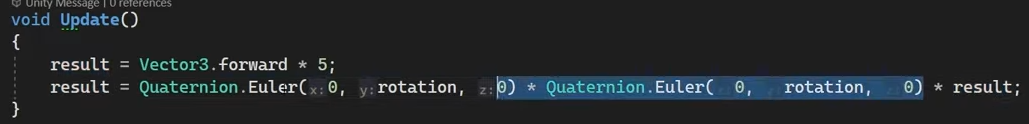 Unity Message | 0 references
void Update()
{
result = Vector3.forward * 5;
result = Quaternion.Euler(x:0, y:rotation, z:0) * Quaternion.Euler( 0, rotation, 0) * result;
}